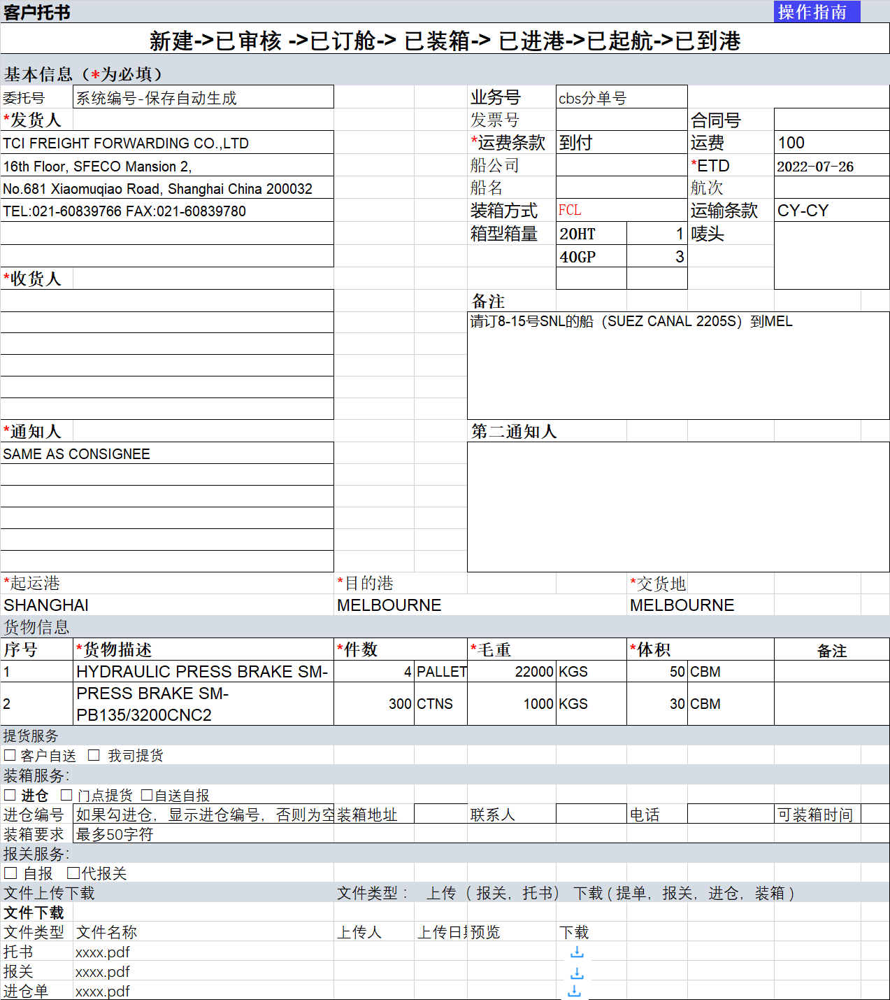 客户托书 操作指南
新建->已审核 ->已订舱-> 已装箱-> 已进港->已起航->已到港
基本信息（*为必填）
委托号 系统编号-保存自动生成 业务号 cbs分单号
*发货人 发票号 合同号
TCI FREIGHT FORWARDING CO.,LTD *运费条款 到付 运费 100
16th Floor, SFECO Mansion 2, 船公司 *ETD 2022-07-26
No.681 Xiaomuqiao Road, Shanghai China 200032 船名 航次
TEL:021-60839766 FAX:021-60839780 装箱方式 FCL 运输条款 CY-CY
箱型箱量 20HT 1 唛头
40GP 3
*收货人
备注
请订8-15号SNL的船（SUEZ CANAL 2205S）到MEL
*通知人 第二通知人
SAME AS CONSIGNEE
*起运港 *目的港 *交货地
SHANGHAI MELBOURNE MELBOURNE
货物信息
序号 *货物描述 *件数 *毛重 *体积 备注
1 HYDRAULIC PRESS BRAKE SM- 4 PALLET 22000 KGS 50 CBM
2 PRESS BRAKE SM-
PB135/3200CNC2 300 CTNS 1000 KGS 30 CBM
提货服务
□ 客户自送 □ 我司提货
装箱服务:
□ 进仓 □ 门点提货 □自送自报
进仓编号 如果勾进仓，显示进仓编号，否则为空 装箱地址 联系人 电话 可装箱时间
装箱要求 最多50字符
报关服务:
□ 自报 □代报关
文件上传下载 文件类型： 上传（报关，托书） 下载(提单，报关，进仓，装箱)
文件下载
文件类型 文件名称 上传人 上传日 预览 下载
托书 xxxx.pdf
报关 xxxx.pdf
进仓单 xxxx.pdf